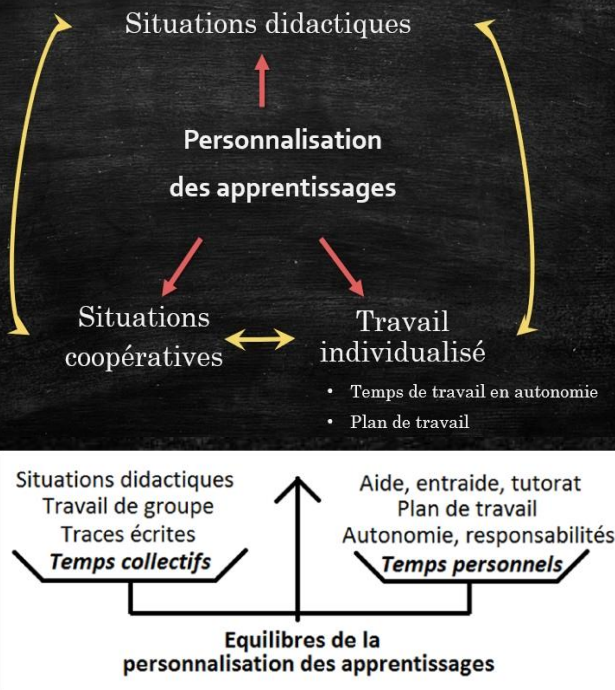 Situations didactiques
Personnalisation
des apprentissages
Situations
coopératives
Travail
individualisé
• Temps de travail en autonomie
• Plan de travail
Situations didactiques
Travail de groupe
Traces écrites
Temps collectifs
Aide, entraide, tutorat
Plan de travail
Autonomie, responsabilités
Temps personnels
Equilibres de la
personnalisation des apprentissages